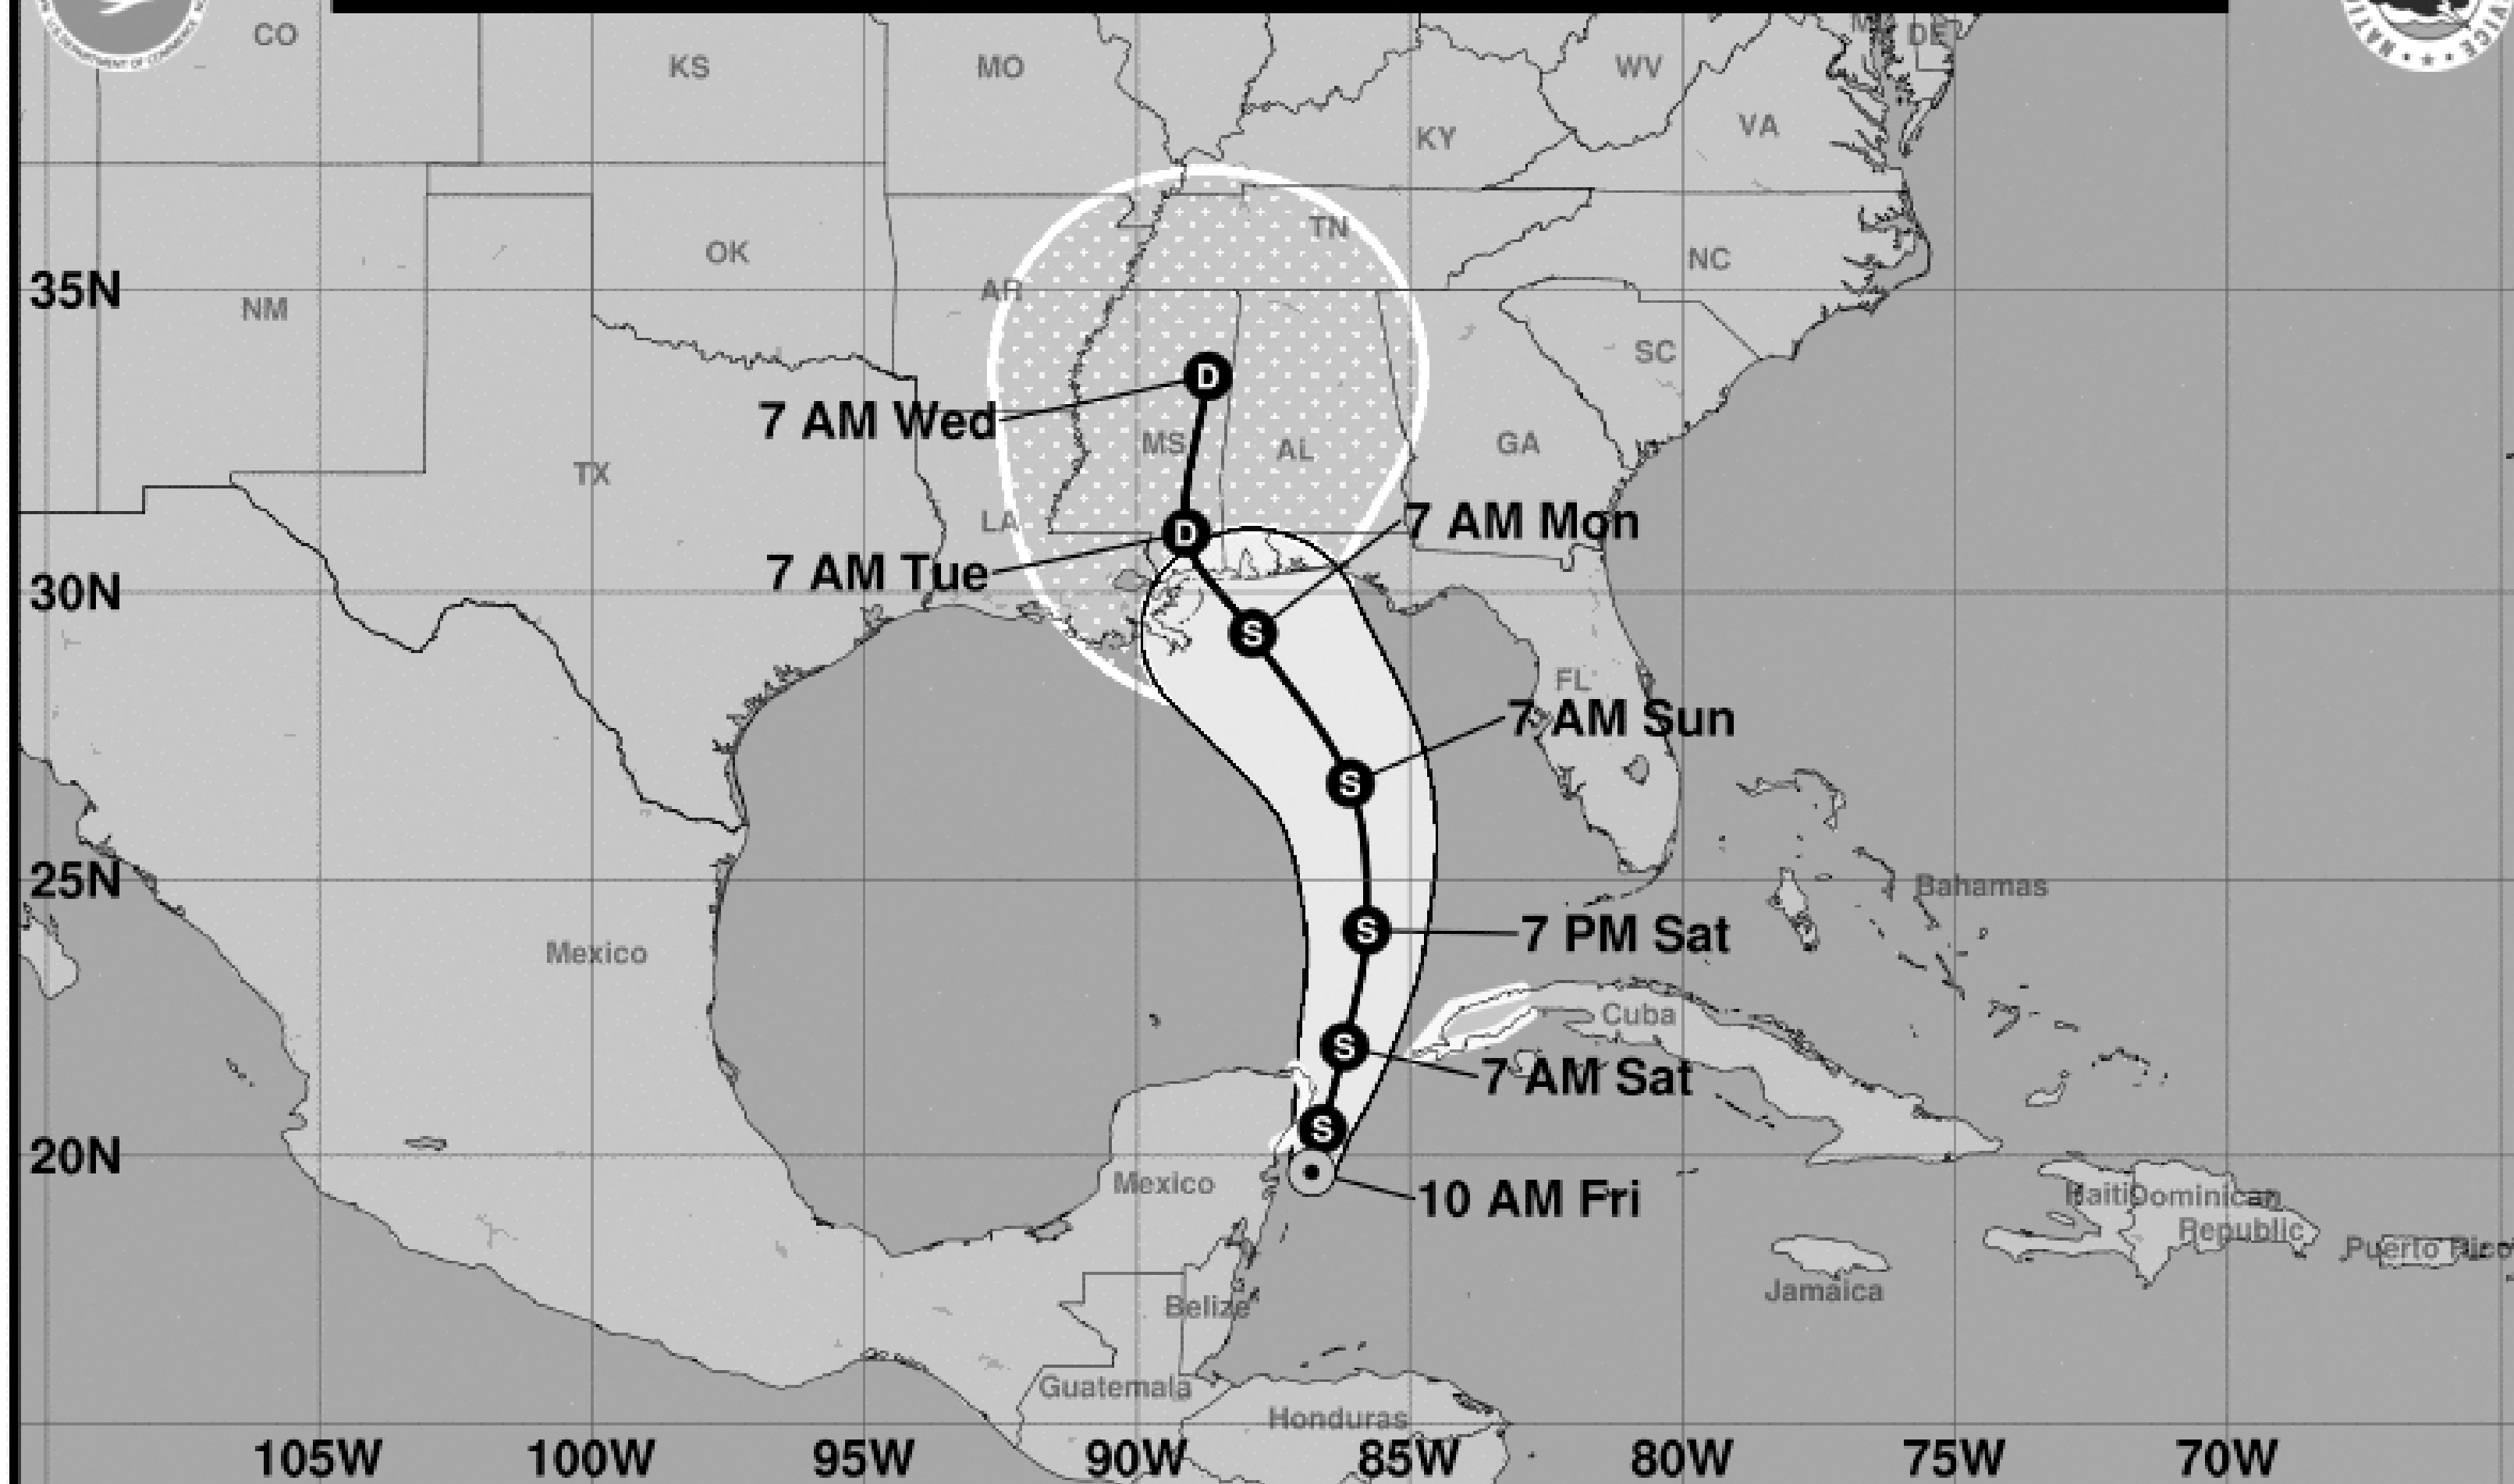 CO
KS
MO
WV
DE
KY
VA
TN
OK
NC
AR
35N
NM
SC
7 AM Wed
MS
AL
GA
TX
LA
7 AM Mon
7 AM Tue
30N
FL
7 AM Sun
25N
Bahamas
7 PM Sat
Mexico
Cuba
7 AM Sat
20N
Mexico
10 AM Fri
Haiti
Dominican
Republic
Puerto Rico
Jamaica
Belize
Guatemala
Honduras
105W
100W
95W
90W
85W
80W
75W
70W
D
D
S
S
S
S
S